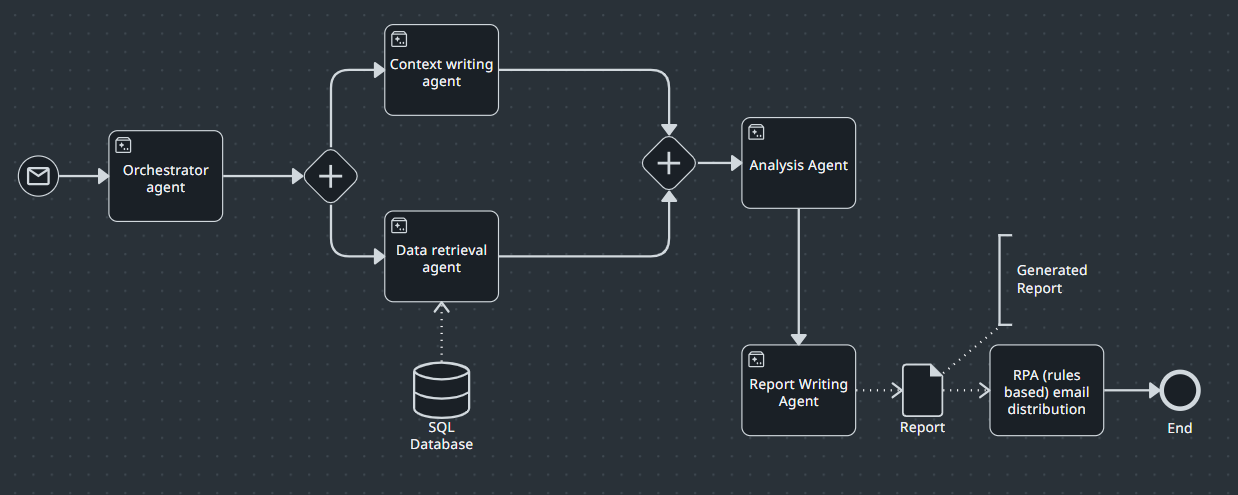 Context writing
agent
Orchestrator
agent
Analysis Agent
Data retrieval
agent
Generated
Report
SQL
Database
Report Writing
Agent
Report
RPA (rules
based) email
distribution
End